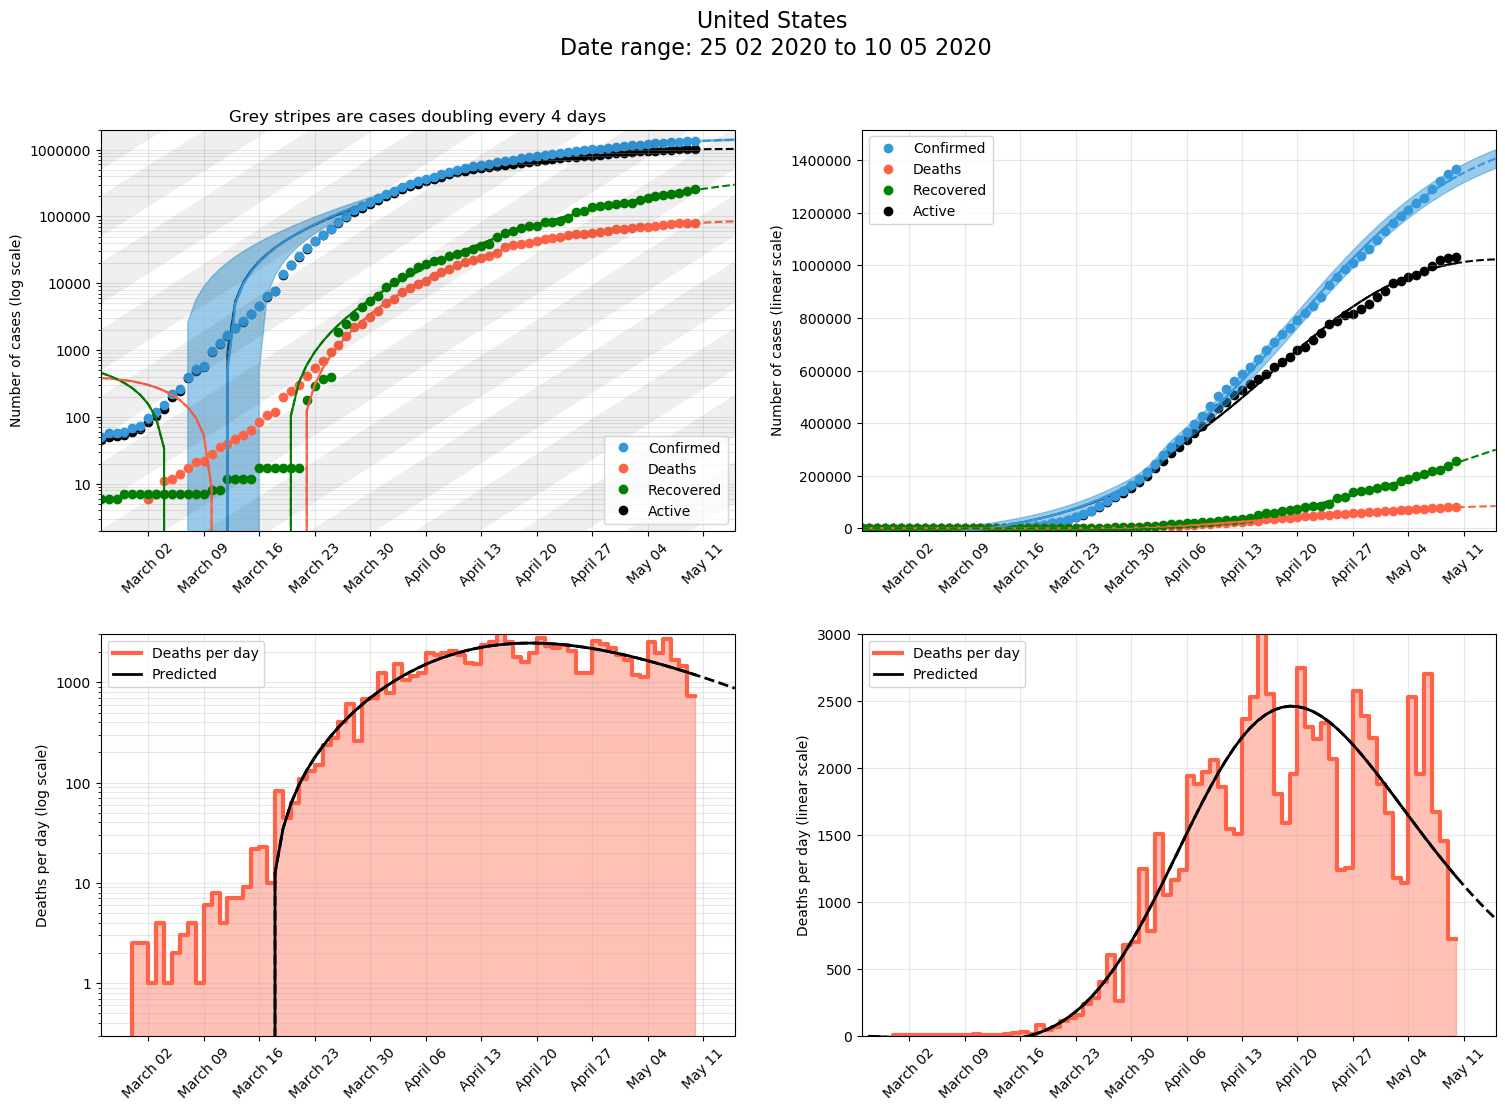 United States
Date range: 25 02 2020 to 10 05 2020
Grey stripes are cases doubling every 4 days
Number of cases (log scale)
1000000
100000
10000
1000
100
10
Confirmed
Deaths
Recovered
Active
March 02
March 09
March 16
March 23
March 30
April 06
April 13
April 20
April 27
May 04
May 11
Number of cases (linear scale)
1400000
1200000
1000000
800000
600000
400000
200000
0
Confirmed
Deaths
Recovered
Active
March 02
March 09
March 16
March 23
March 30
April 06
April 13
April 20
April 27
May 04
May 11
Deaths per day (log scale)
1000
100
10
1
Deaths per day
Predicted
March 02
March 09
March 16
March 23
March 30
April 06
April 13
April 20
April 27
May 04
May 11
Deaths per day (linear scale)
3000
2500
2000
1500
1000
500
0
Deaths per day
Predicted
March 02
March 09
March 16
March 23
March 30
April 06
April 13
April 20
April 27
May 04
May 11